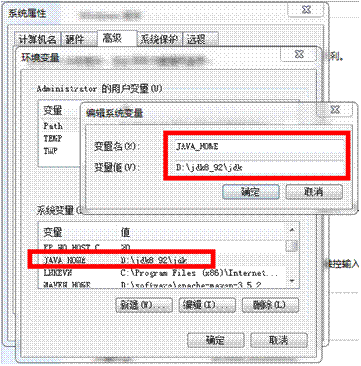 系统属性
计算机名 硬件 高级 系统保护 远程
环境变量
Administrator 的用户变量(U)
变量
Path
TEMP
TMP
编辑系统变量
变量名(N):
JAVA_HOME
变量值(V):
D:\jdk8_92\jdk
确定 取消
系统变量(S)
变量 值
FP_NO_HOST_C... NO
JAVA_HOME D:\jdk8_92\jdk
C:\Program Files (x86)\Internet...
MAVEN_HOME D:\software\apache-maven-3.5.2
新建(W)... 编辑(I)... 删除(L)
确定 取消
利。
控输入